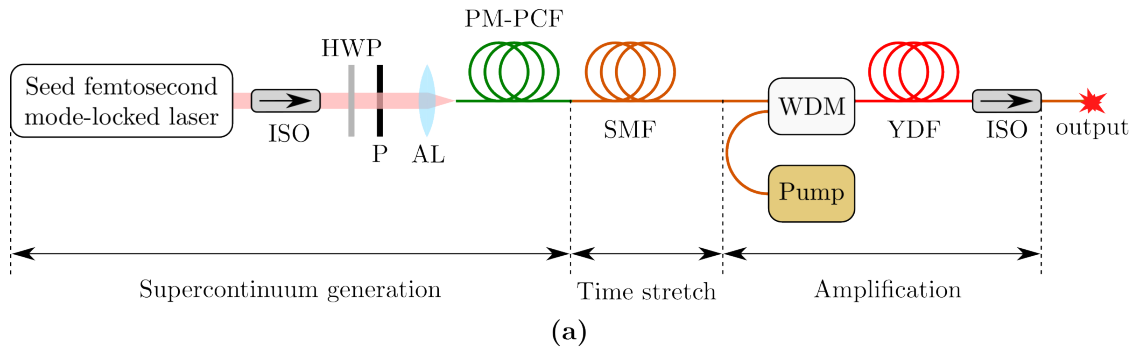 PM-PCF
HWP
Seed femtosecond
mode-locked laser
ISO
P
AL
SMF
WDM
YDF
ISO
output
Pump
Supercontinuum generation
Time stretch
Amplification
(a)